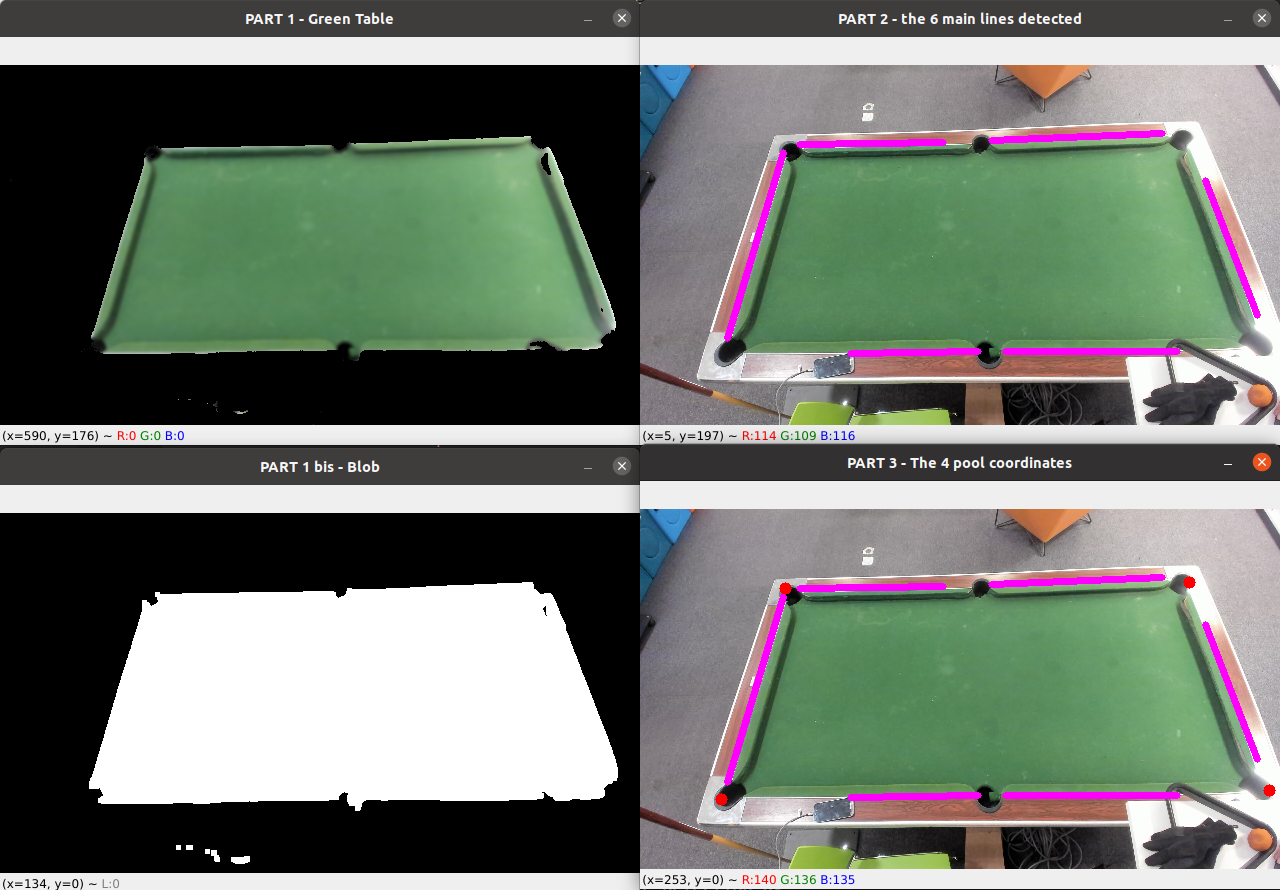 PART 1 - Green Table
PART 2 - the 6 main lines detected
(x=590, y=176) ~ R:0 G:0 B:0
(x=5, y=197) ~ R:114 G:109 B:116
PART 1 bis - Blob
PART 3 - The 4 pool coordinates
(x=134, y=0) ~ L:0
(x=253, y=0) ~ R:140 G:136 B:135